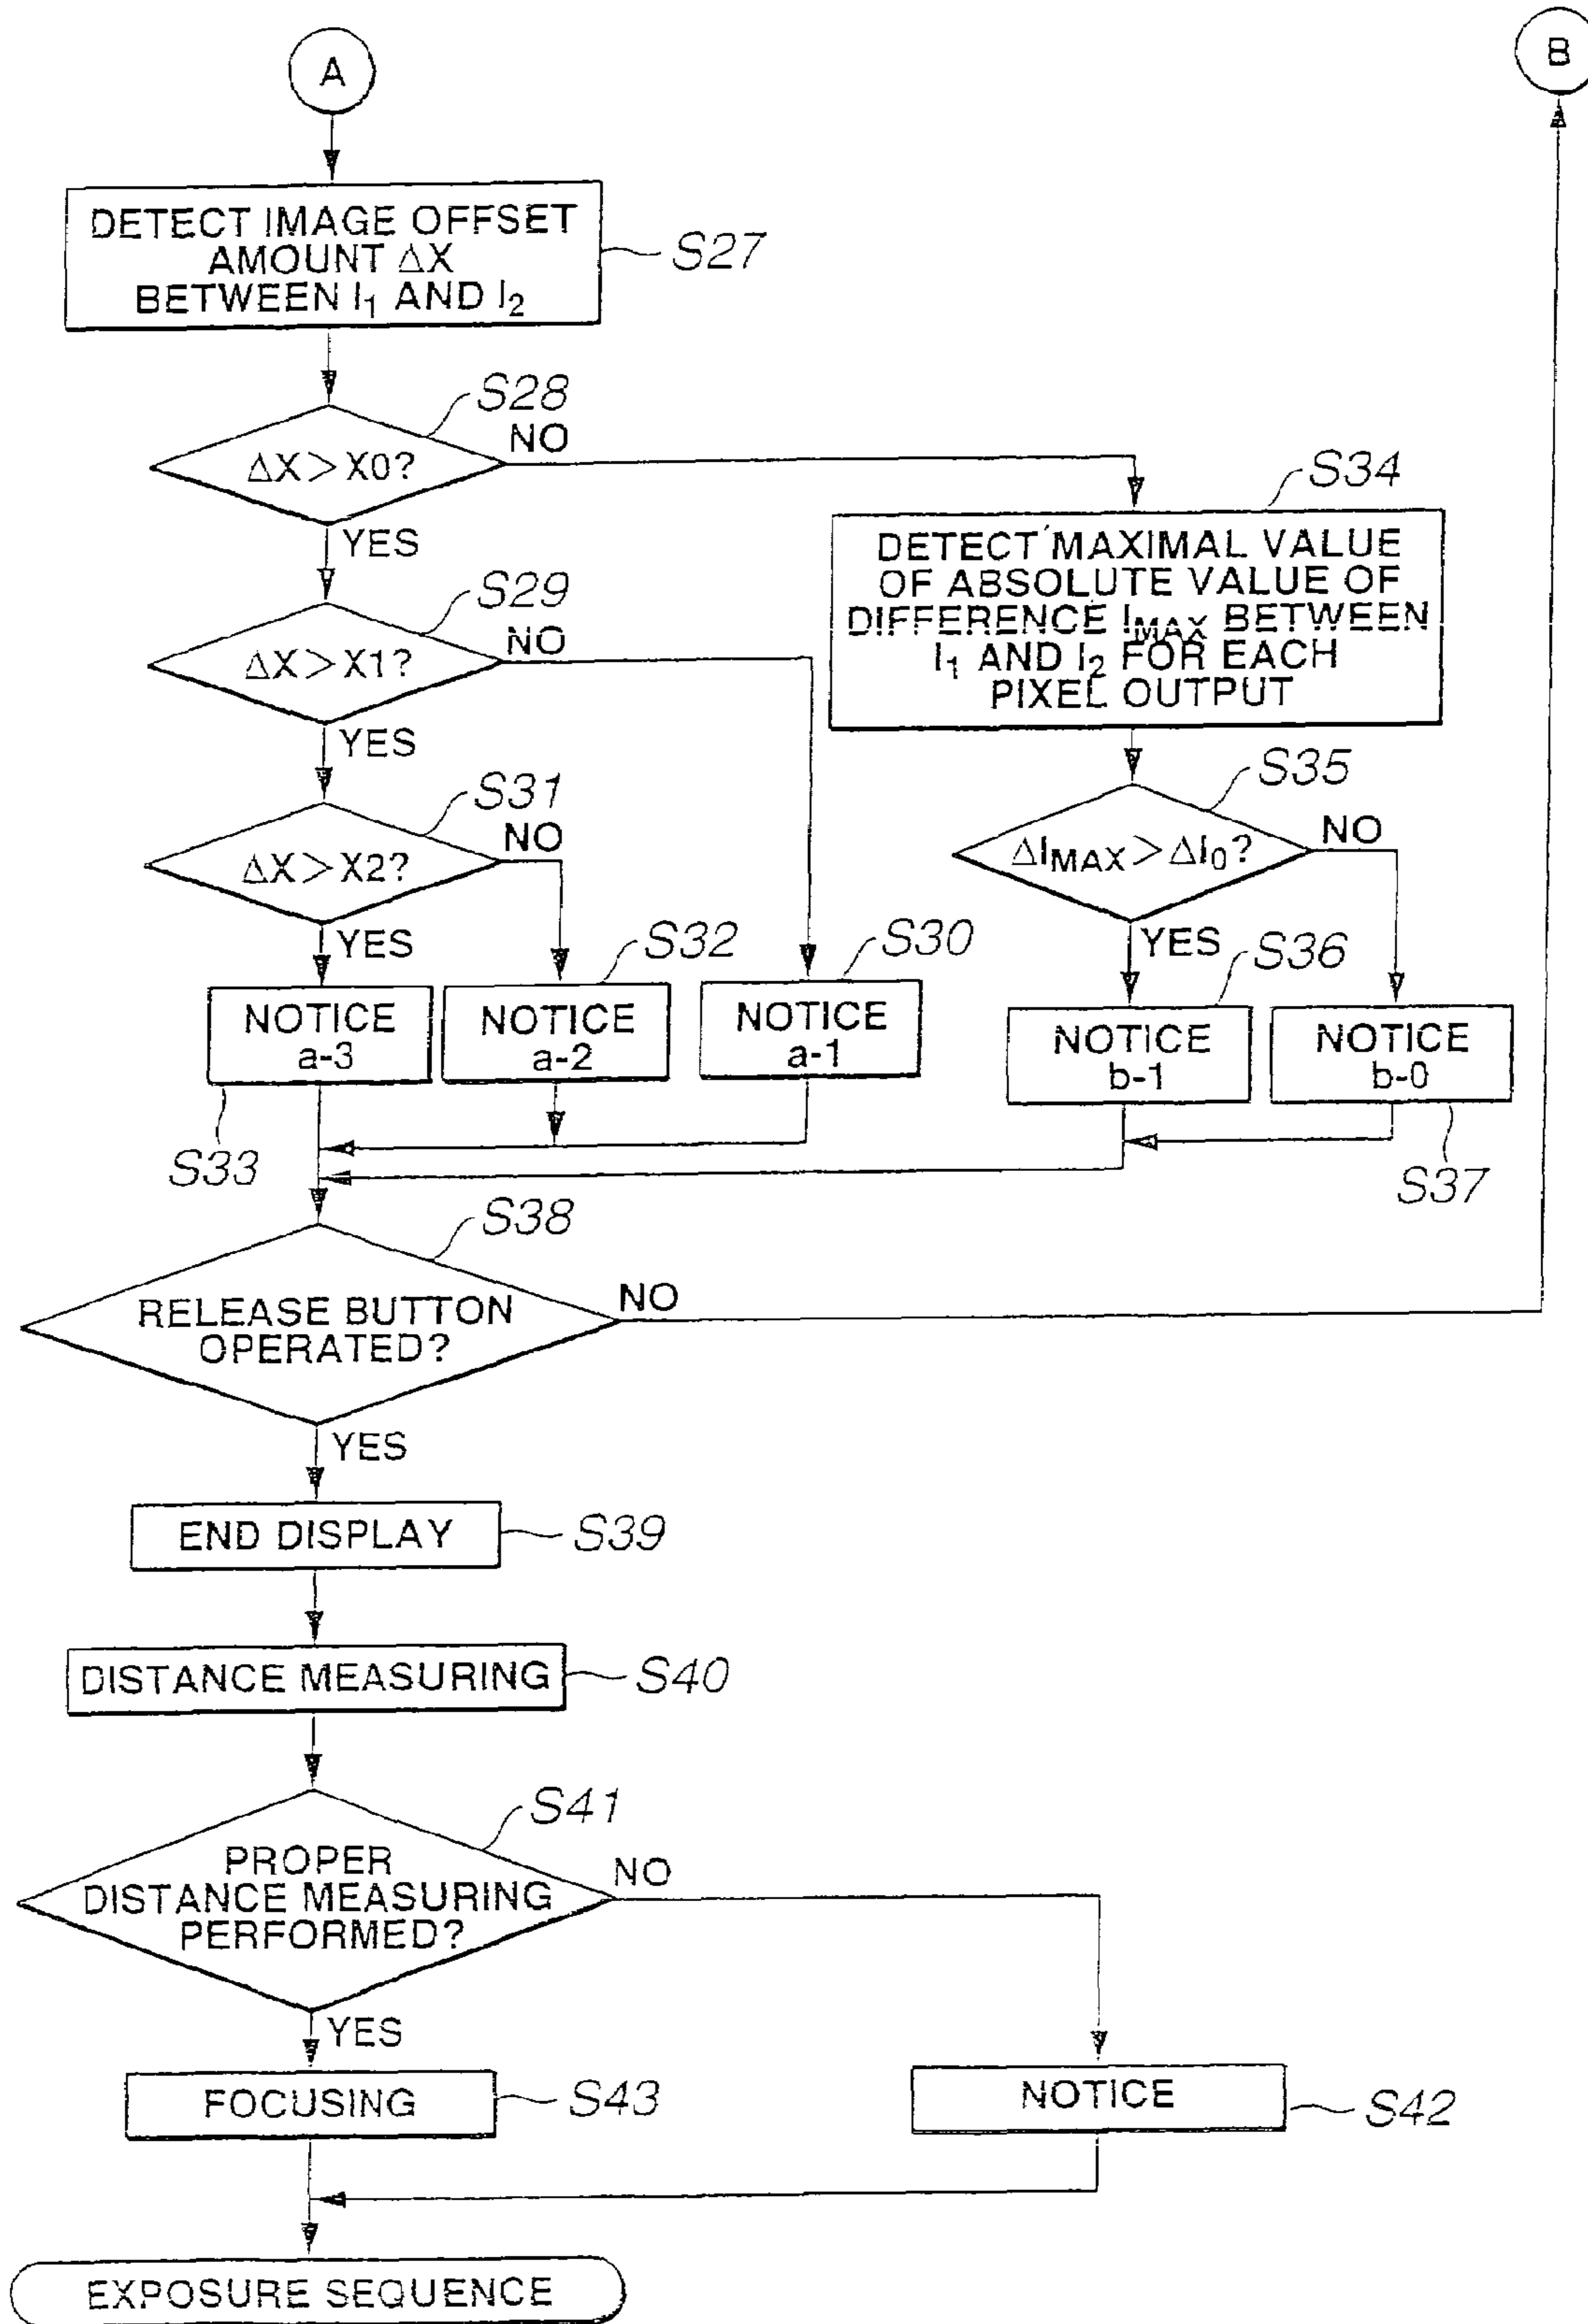 A
B
DETECT IMAGE OFFSET
AMOUNT ΔX
BETWEEN I1 AND I2
S27
S28
ΔX > X0?
NO
YES
S34
DETECT MAXIMAL VALUE
OF ABSOLUTE VALUE OF
DIFFERENCE IMAX BETWEEN
I1 AND I2 FOR EACH
PIXEL OUTPUT
S29
ΔX > X1?
NO
YES
S31
ΔX > X2?
NO
YES
S35
ΔIMAX > ΔI0?
NO
YES
S32
S30
S36
NOTICE
a-3
NOTICE
a-2
NOTICE
a-1
NOTICE
b-1
NOTICE
b-0
S33
S37
S38
RELEASE BUTTON
OPERATED?
NO
YES
END DISPLAY
S39
DISTANCE MEASURING
S40
S41
PROPER
DISTANCE MEASURING
PERFORMED?
NO
YES
FOCUSING
S43
NOTICE
S42
EXPOSURE SEQUENCE